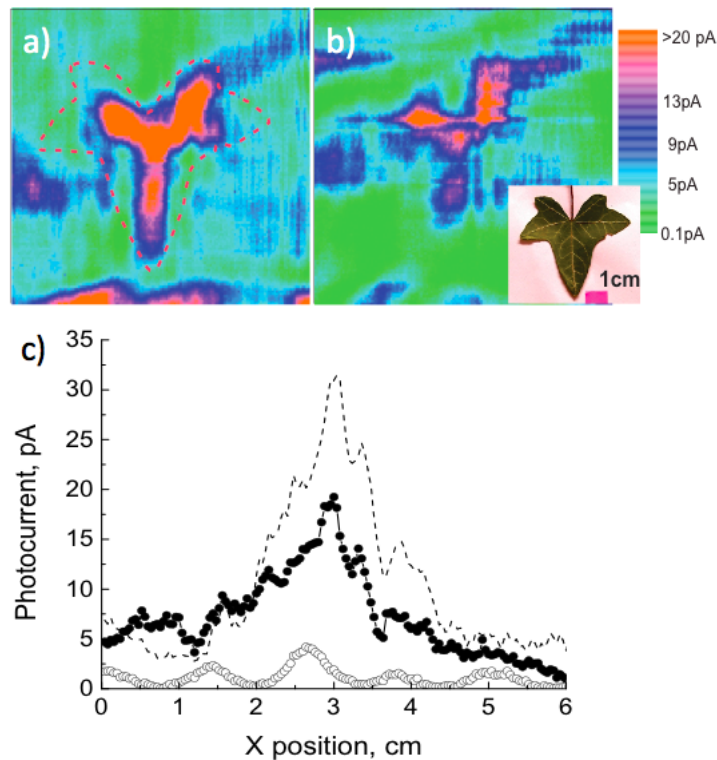 a)
b)
>20 pA
13pA
9pA
5pA
0.1pA
1cm
c)
35
30
25
20
15
10
5
0
Photocurrent, pA
0 1 2 3 4 5 6
X position, cm